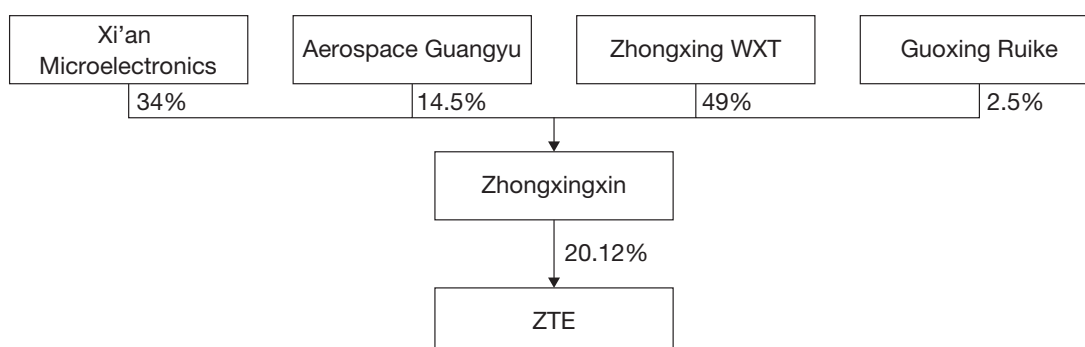 Xi’an
Microelectronics
Aerospace Guangyu
Zhongxing WXT
Guoxing Ruike
34%
14.5%
49%
2.5%
Zhongxingxin
20.12%
ZTE